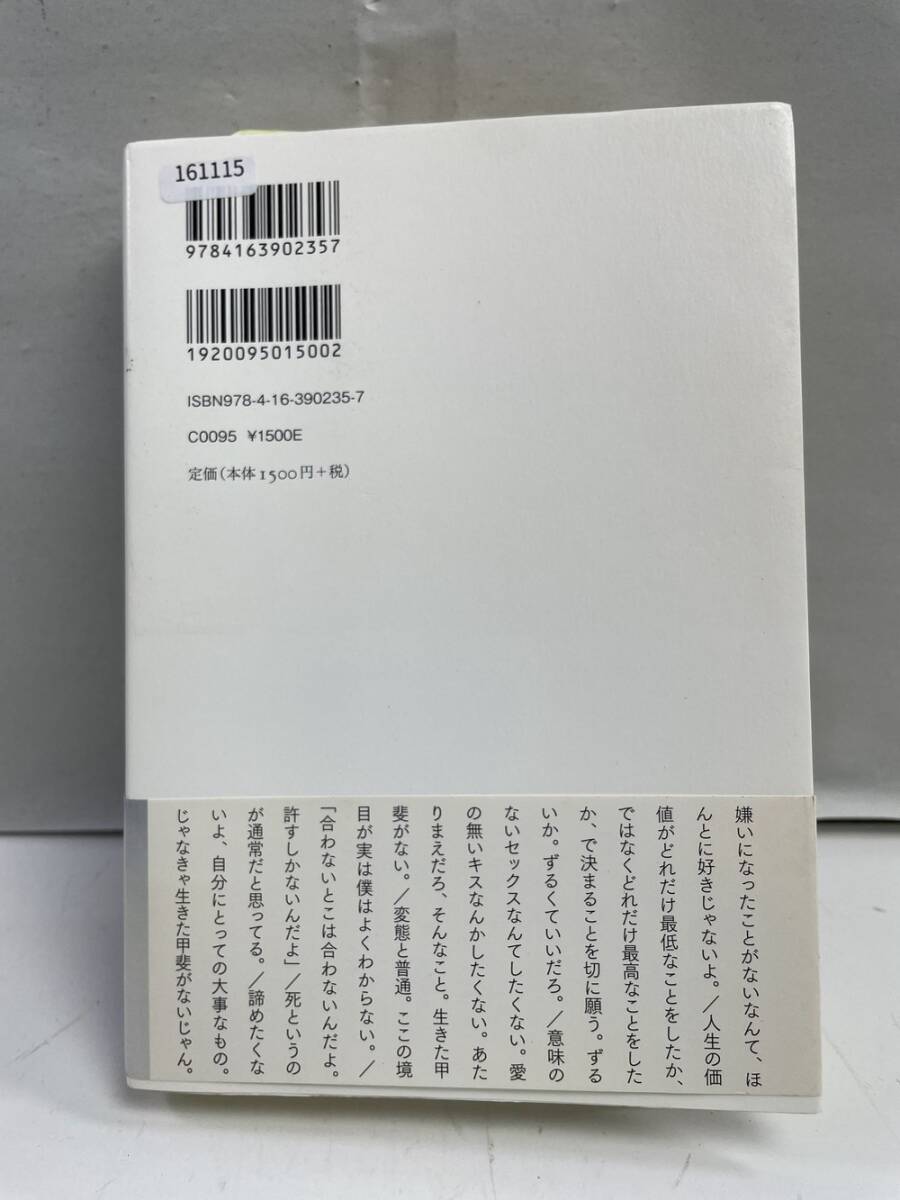 161115
9784163902357
1920095015002
ISBN978-4-16-390235-7
C0095 ¥1500E
定価(本体1500円+税)
嫌いになったことがないなんて、ほ
んとに好きじゃないよ。/人生の価
値がどれだけ最低なことをしたか、
ではなくどれだけ最高なことをした
か、で決まることを切に願う。ずる
いか。ずるくていいだろ。/意味の
ないセックスなんてしたくない。愛
の無いキスなんかしたくない。あた
りまえだろ、そんなこと。生きた甲
斐がない。/変態と普通。ここの境
目が実は僕はよくわからない。/
「合わないとこは合わないんだよ。
許すしかないんだよ」/死というの
が通常だと思ってる。/諦めたくな
いよ、自分にとっての大事なもの。
じゃなきゃ生きた甲斐がないじゃん。